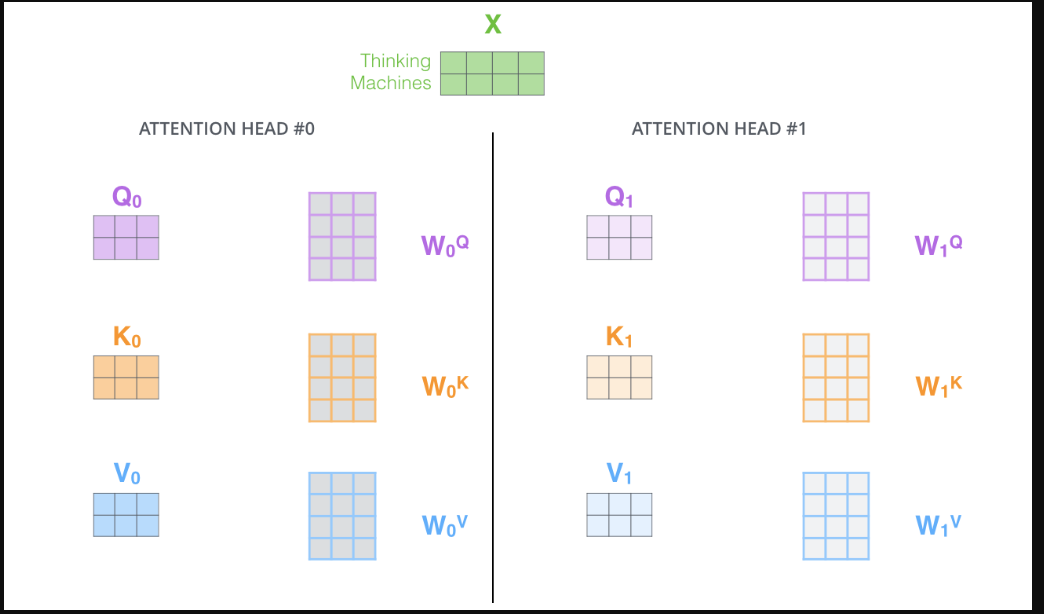 X
Thinking
Machines
ATTENTION HEAD #0
ATTENTION HEAD #1
Q₀
W₀Q
Q₁
W₁Q
K₀
W₀K
K₁
W₁K
V₀
W₀V
V₁
W₁V